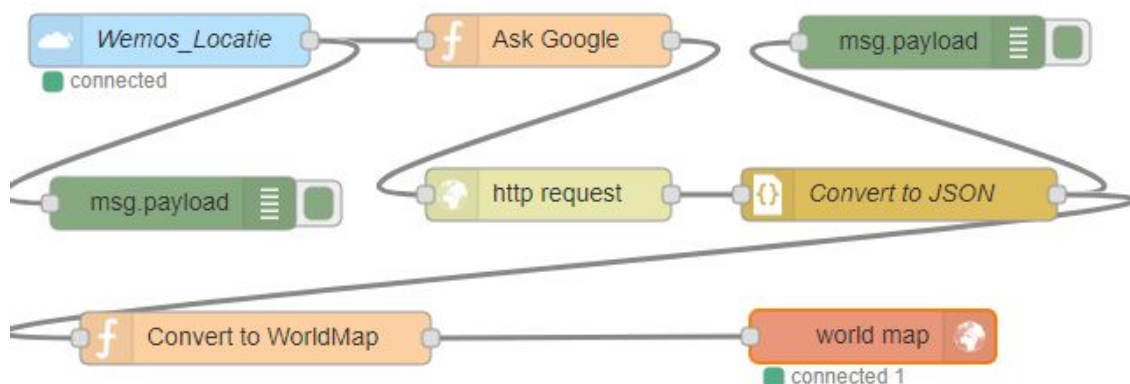 Wemos_Locatie
connected
Ask Google
msg.payload
msg.payload
http request
Convert to JSON
Convert to WorldMap
world map
connected 1